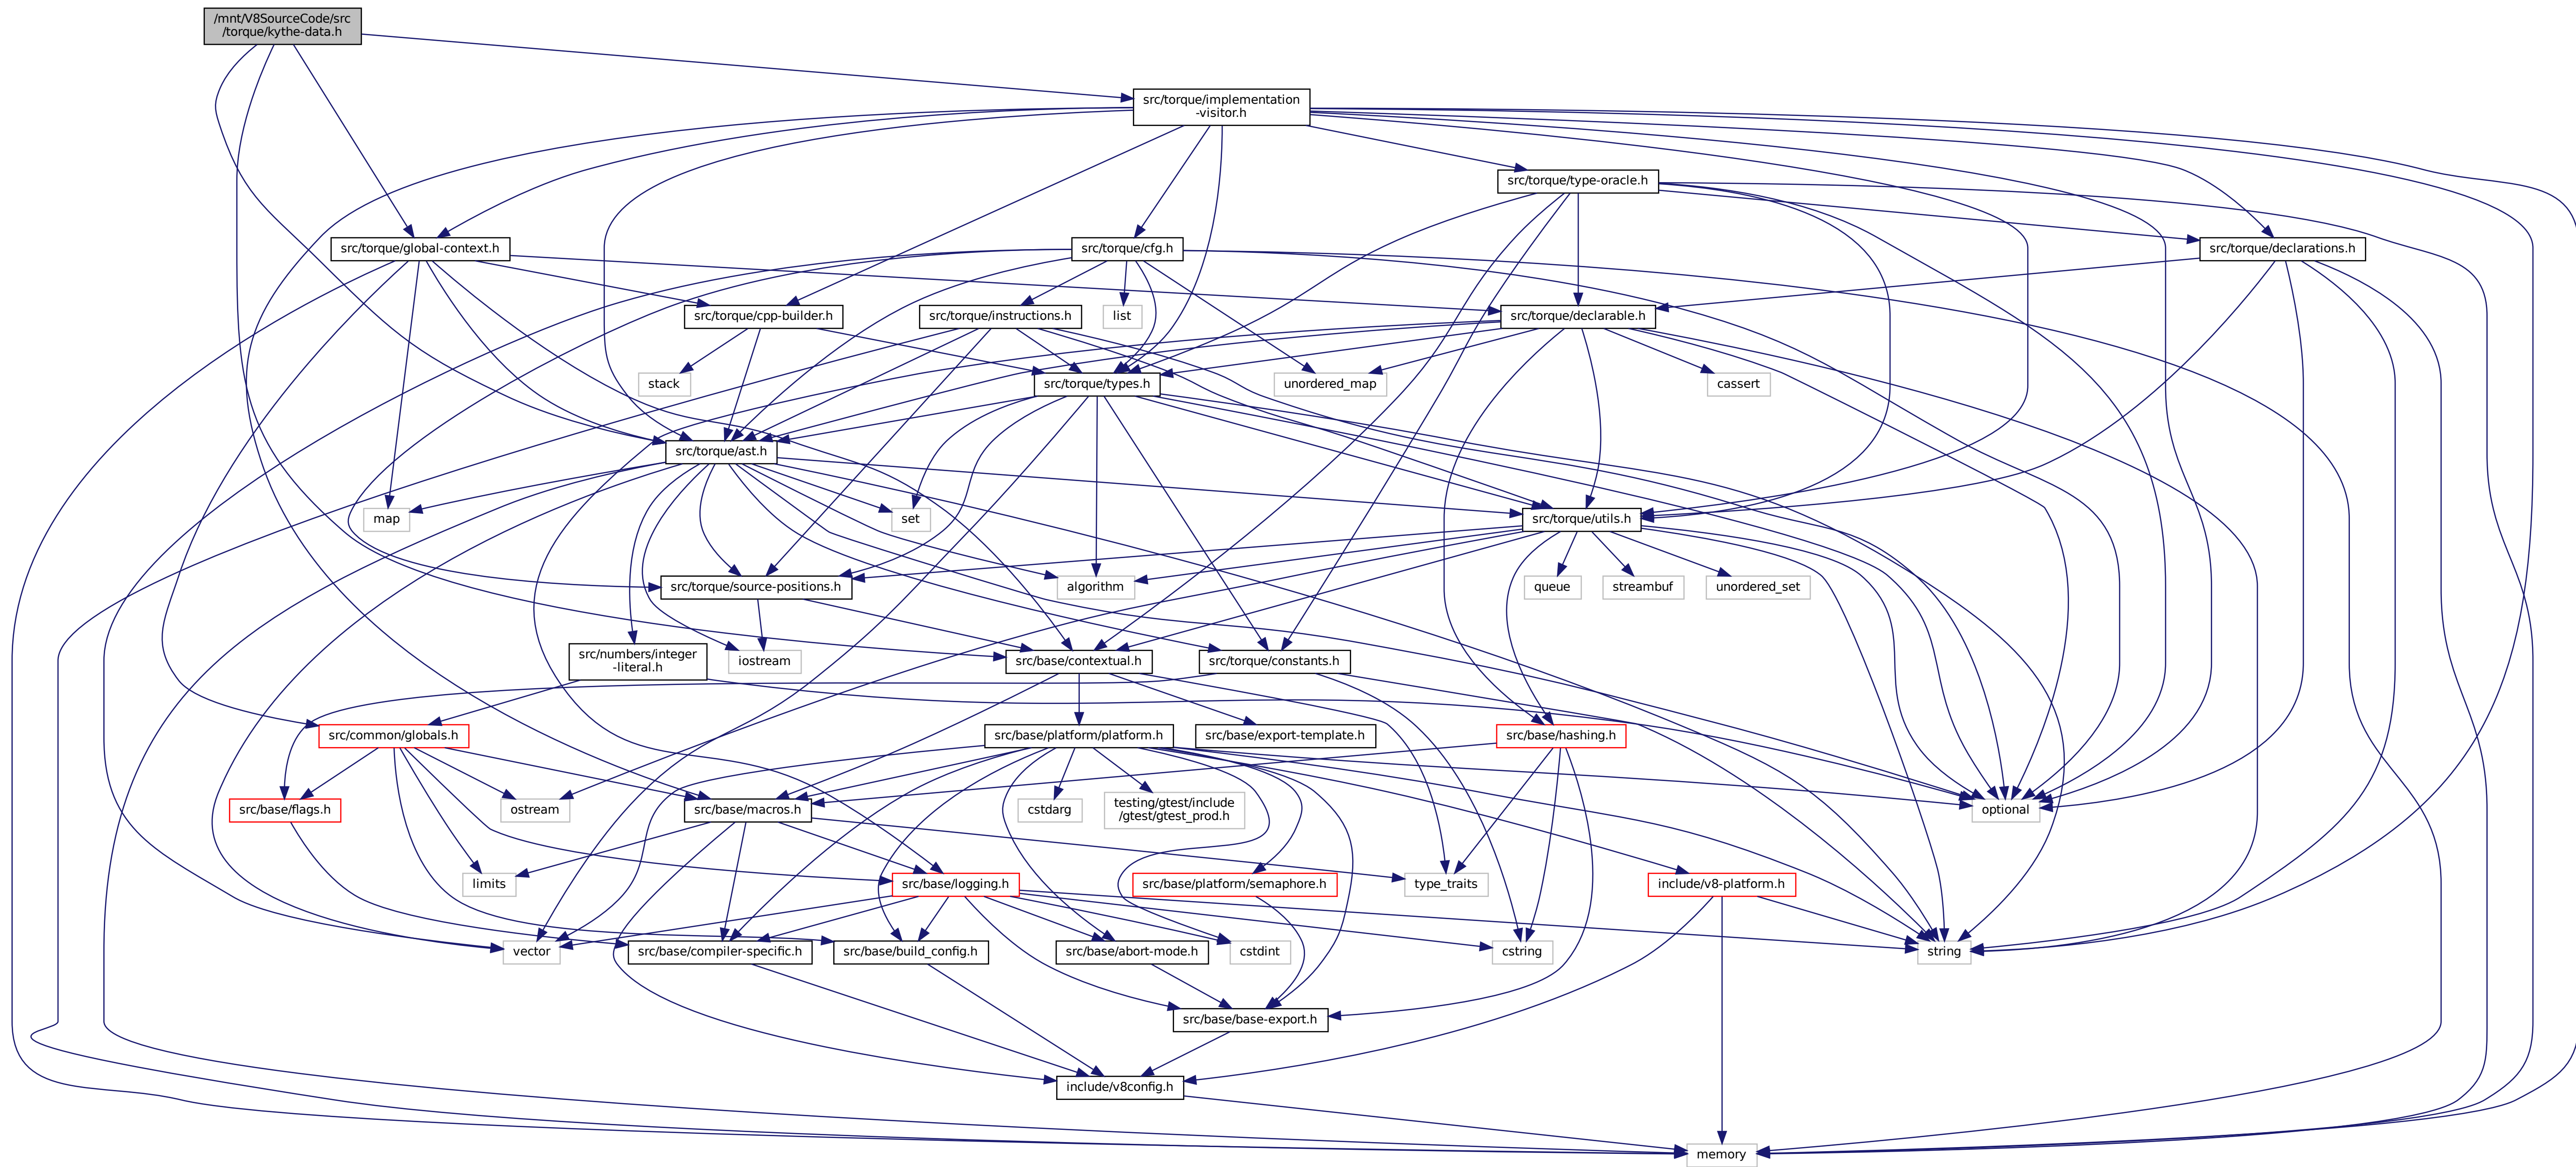 /mnt/V8SourceCode/src
/torque/kythe-data.h
src/torque/implementation
-visitor.h
src/torque/type-oracle.h
src/torque/global-context.h
src/torque/cfg.h
src/torque/declarations.h
src/torque/cpp-builder.h
src/torque/instructions.h
list
src/torque/declarable.h
stack
src/torque/types.h
unordered_map
cassert
src/torque/ast.h
map
set
src/torque/utils.h
src/torque/source-positions.h
algorithm
queue
streambuf
unordered_set
src/numbers/integer
-literal.h
iostream
src/base/contextual.h
src/torque/constants.h
src/common/globals.h
src/base/platform/platform.h
src/base/export-template.h
src/base/hashing.h
src/base/flags.h
ostream
src/base/macros.h
cstdarg
testing/gtest/include
/gtest/gtest_prod.h
optional
limits
src/base/logging.h
src/base/platform/semaphore.h
type_traits
include/v8-platform.h
vector
src/base/compiler-specific.h
src/base/build_config.h
src/base/abort-mode.h
cstdint
cstring
string
src/base/base-export.h
include/v8config.h
memory